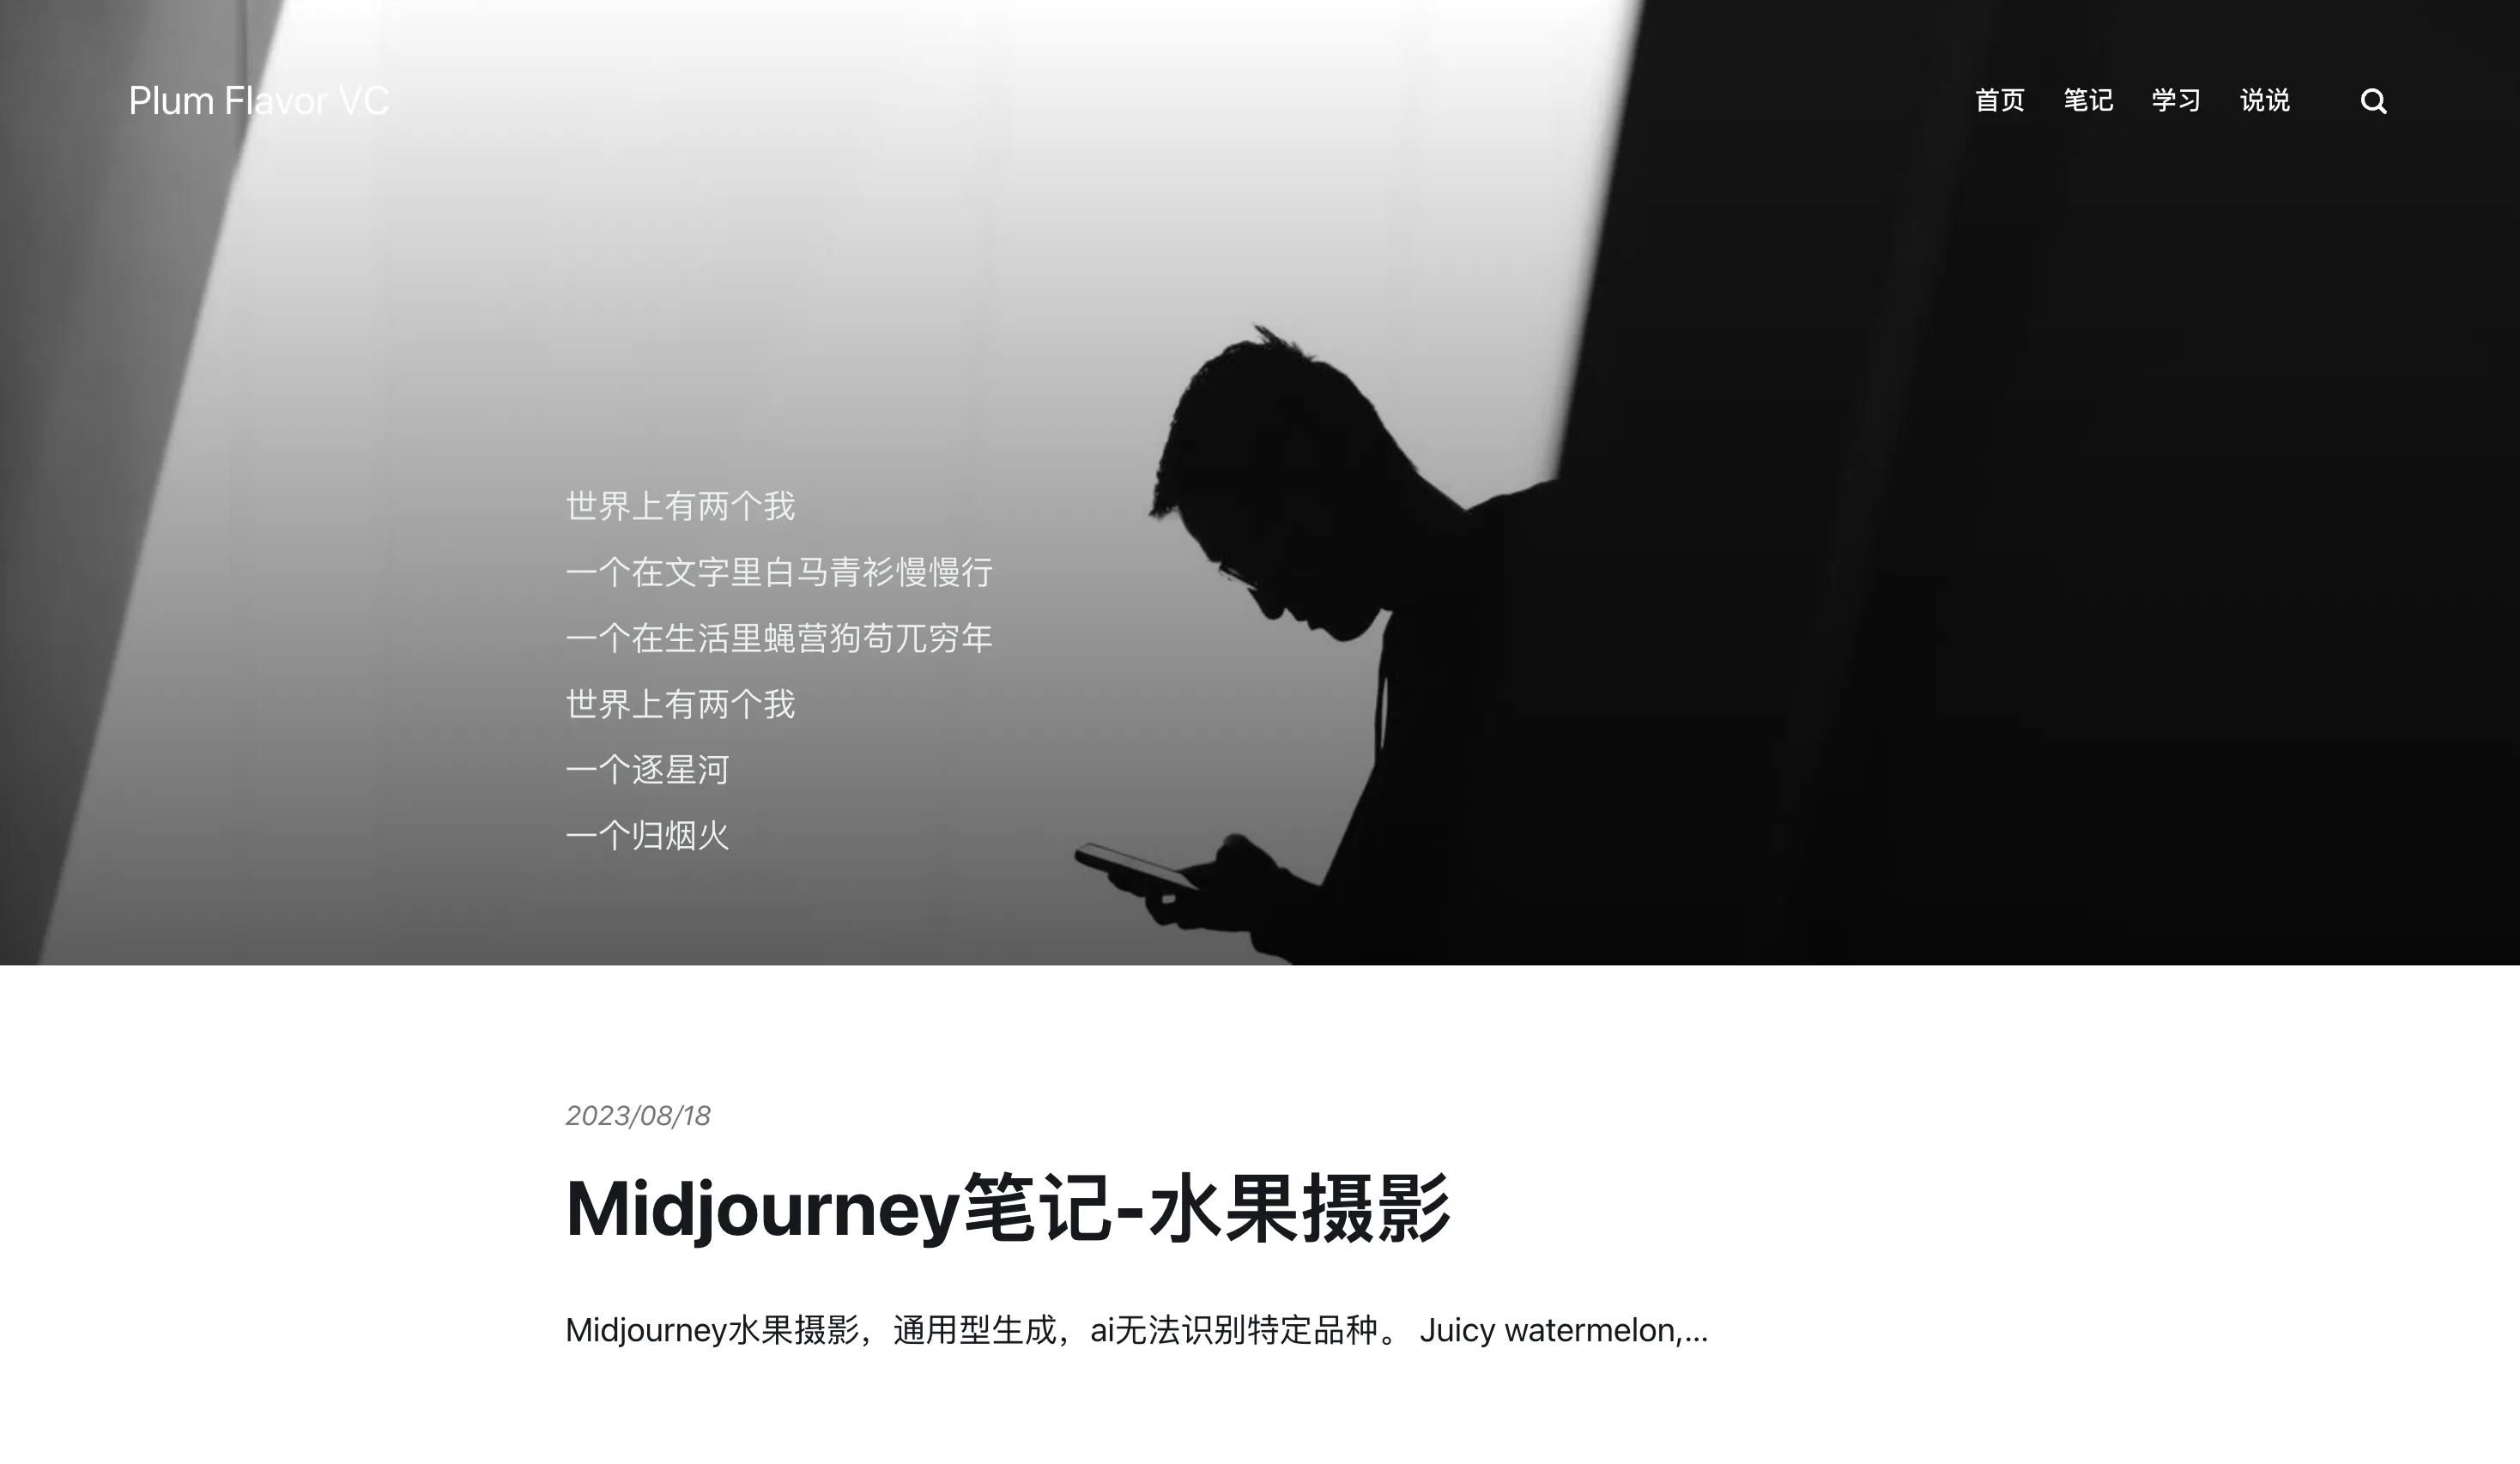 Plum Flavor VC
首页 笔记 学习 说说
世界上有两个我
一个在文字里白马青衫慢慢行
一个在生活里蝇营狗苟兀穷年
世界上有两个我
一个逐星河
一个归烟火
2023/08/18
Midjourney笔记-水果摄影
Midjourney水果摄影，通用型生成，ai无法识别特定品种。 Juicy watermelon,...